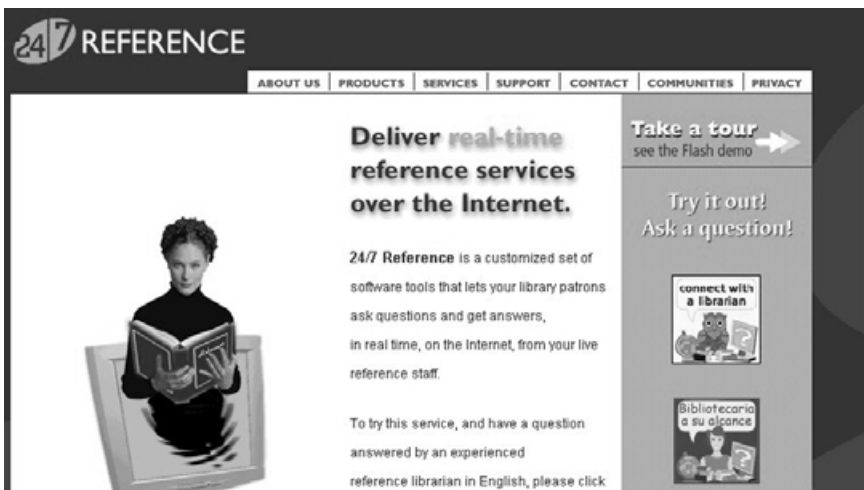 24/7 REFERENCE
ABOUT US PRODUCTS SERVICES SUPPORT CONTACT COMMUNITIES PRIVACY
Deliver real-time
reference services
over the Internet.
24/7 Reference is a customized set of
software tools that lets your library patrons
ask questions and get answers,
in real time, on the Internet, from your live
reference staff.
To try this service, and have a question
answered by an experienced
reference librarian in English, please click
Take a tour
see the Flash demo
Try it out!
Ask a question!
connect with
a librarian
Bibliotecaria
a su alcance